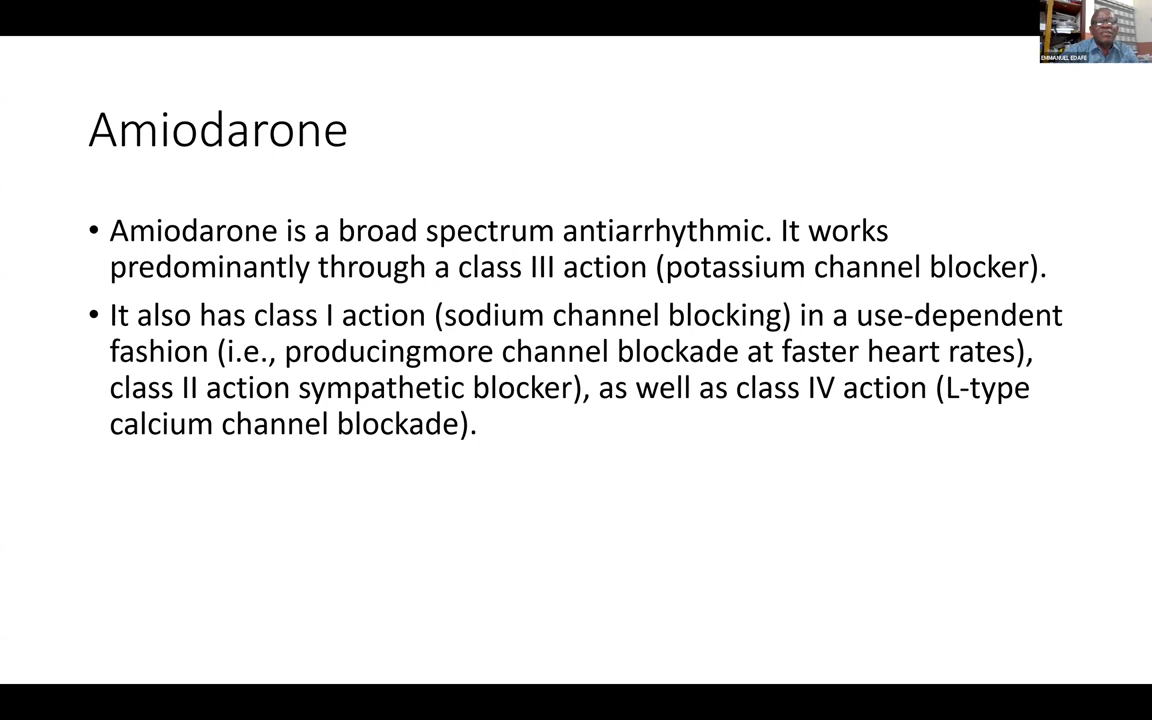 EMMANUEL EDAFE
Amiodarone
• Amiodarone is a broad spectrum antiarrhythmic. It works
predominantly through a class III action (potassium channel blocker).
• It also has class I action (sodium channel blocking) in a use-dependent
fashion (i.e., producingmore channel blockade at faster heart rates),
class II action sympathetic blocker), as well as class IV action (L-type
calcium channel blockade).